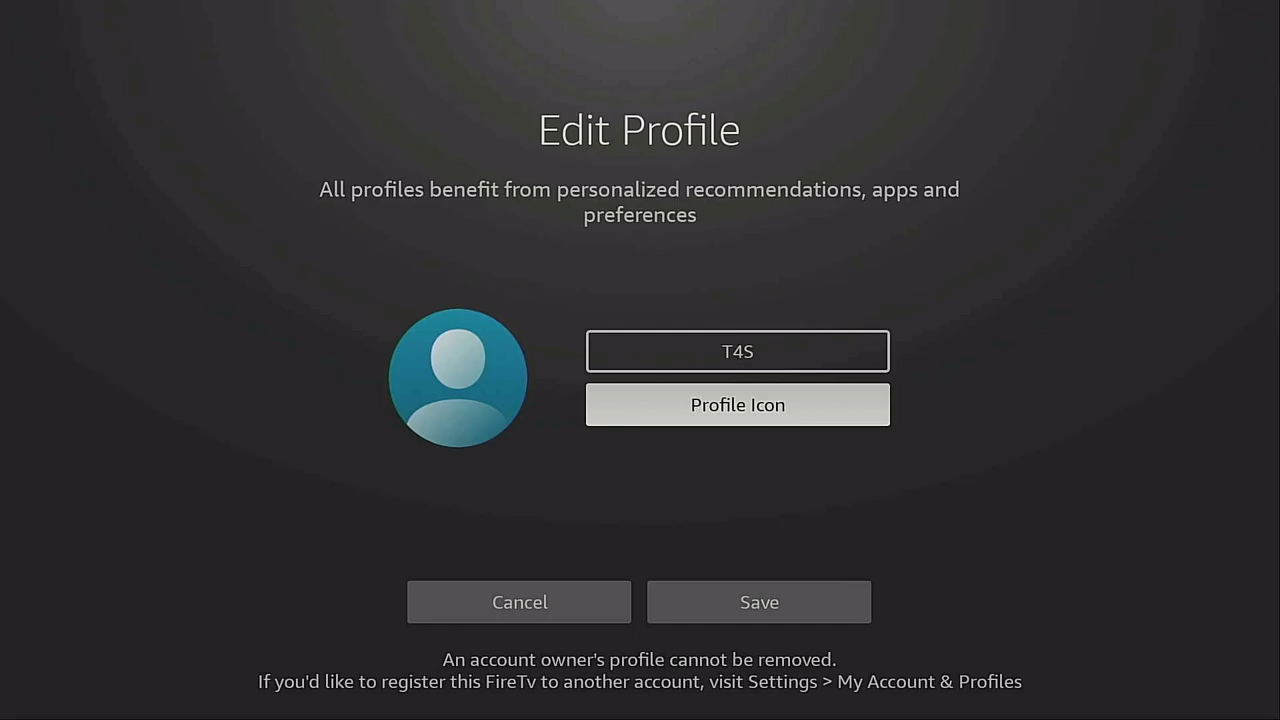 Edit Profile
All profiles benefit from personalized recommendations, apps and
preferences
T4S
Profile Icon
Cancel
Save
An account owner's profile cannot be removed.
If you'd like to register this FireTv to another account, visit Settings > My Account & Profiles